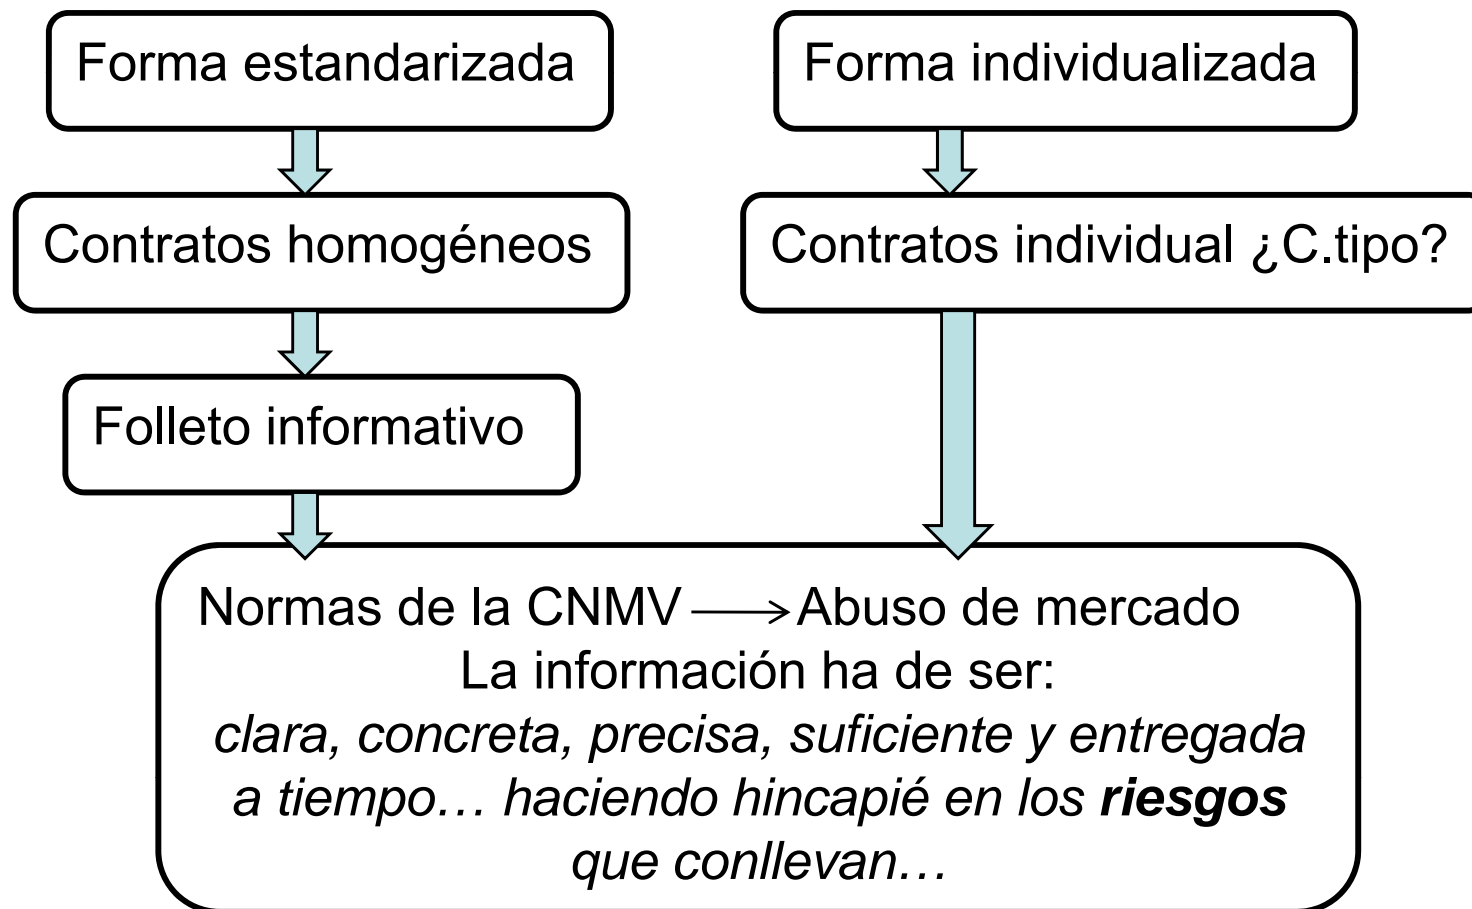 Forma estandarizada
Forma individualizada
Contratos homogéneos
Contratos individual ¿C.tipo?
Folleto informativo
Normas de la CNMV → Abuso de mercado
La información ha de ser:
clara, concreta, precisa, suficiente y entregada
a tiempo… haciendo hincapié en los riesgos
que conllevan…